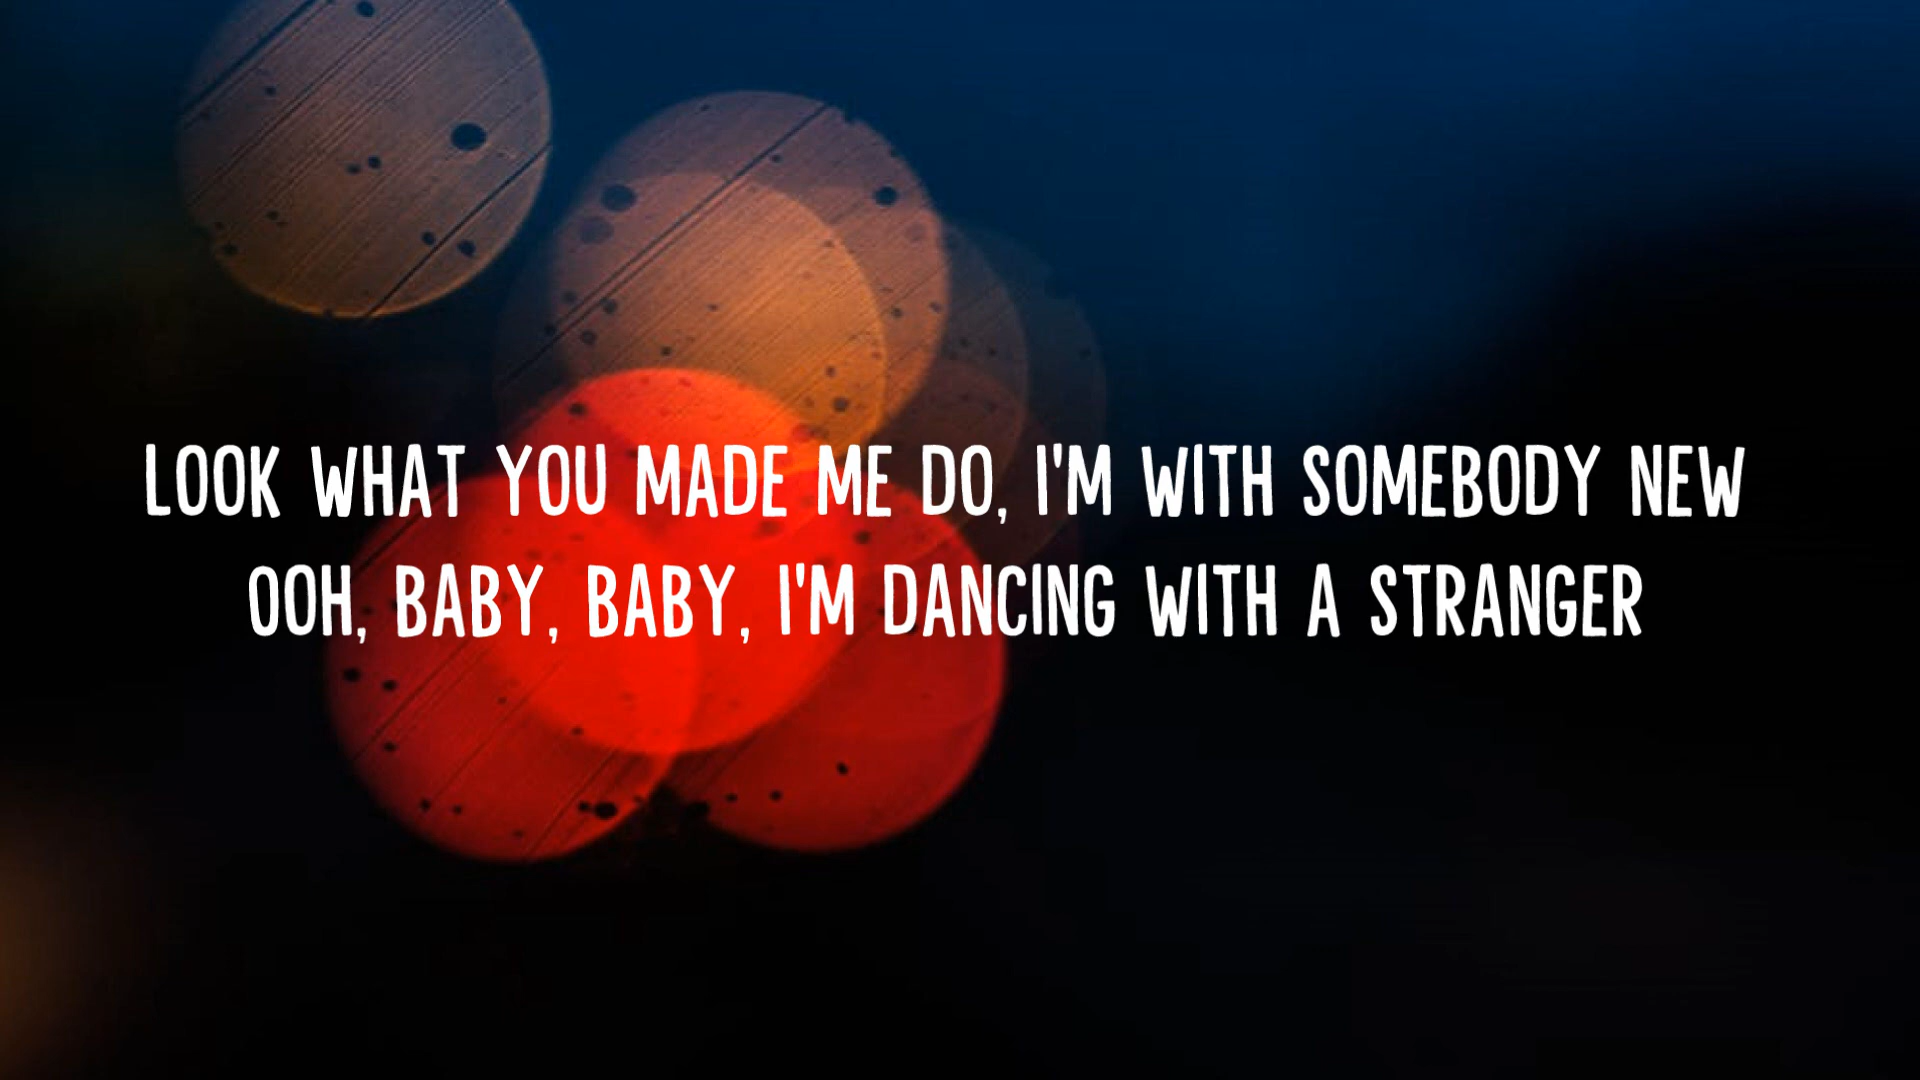 LOOK WHAT YOU MADE ME DO, I'M WITH SOMEBODY NEW
OOH, BABY, BABY, I'M DANCING WITH A STRANGER